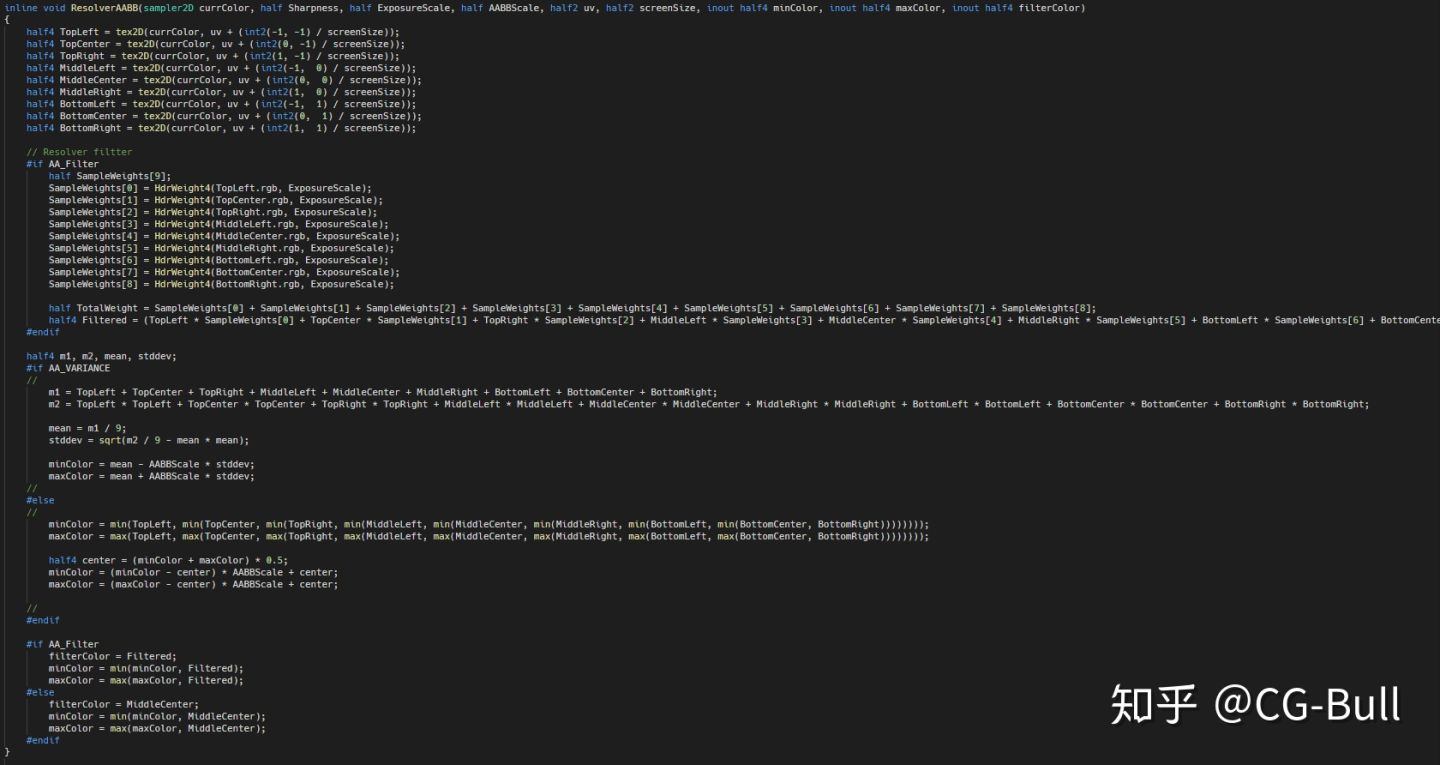 inline void ResolverAABB(sampler2D currColor, half Sharpness, half ExposureScale, half AABBScale, half2 uv, half2 screenSize, inout half4 minColor, inout half4 maxColor, inout half4 filterColor)
{
    half4 TopLeft = tex2D(currColor, uv + (int2(-1, -1) / screenSize));
    half4 TopCenter = tex2D(currColor, uv + (int2(0, -1) / screenSize));
    half4 TopRight = tex2D(currColor, uv + (int2(1, -1) / screenSize));
    half4 MiddleLeft = tex2D(currColor, uv + (int2(-1,  0) / screenSize));
    half4 MiddleCenter = tex2D(currColor, uv + (int2(0,  0) / screenSize));
    half4 MiddleRight = tex2D(currColor, uv + (int2(1,  0) / screenSize));
    half4 BottomLeft = tex2D(currColor, uv + (int2(-1,  1) / screenSize));
    half4 BottomCenter = tex2D(currColor, uv + (int2(0,  1) / screenSize));
    half4 BottomRight = tex2D(currColor, uv + (int2(1,  1) / screenSize));
    // Resolver filtter
    #if AA_Filter
        half SampleWeights[9];
        SampleWeights[0] = HdrWeight4(TopLeft.rgb, ExposureScale);
        SampleWeights[1] = HdrWeight4(TopCenter.rgb, ExposureScale);
        SampleWeights[2] = HdrWeight4(TopRight.rgb, ExposureScale);
        SampleWeights[3] = HdrWeight4(MiddleLeft.rgb, ExposureScale);
        SampleWeights[4] = HdrWeight4(MiddleCenter.rgb, ExposureScale);
        SampleWeights[5] = HdrWeight4(MiddleRight.rgb, ExposureScale);
        SampleWeights[6] = HdrWeight4(BottomLeft.rgb, ExposureScale);
        SampleWeights[7] = HdrWeight4(BottomCenter.rgb, ExposureScale);
        SampleWeights[8] = HdrWeight4(BottomRight.rgb, ExposureScale);
        half TotalWeight = SampleWeights[0] + SampleWeights[1] + SampleWeights[2] + SampleWeights[3] + SampleWeights[4] + SampleWeights[5] + SampleWeights[6] + SampleWeights[7] + SampleWeights[8];
        half4 Filtered = (TopLeft * SampleWeights[0] + TopCenter * SampleWeights[1] + TopRight * SampleWeights[2] + MiddleLeft * SampleWeights[3] + MiddleCenter * SampleWeights[4] + MiddleRight * SampleWeights[5] + BottomLeft * SampleWeights[6] + BottomCente
    #endif
    half4 m1, m2, mean, stddev;
    #if AA_VARIANCE
    //
        m1 = TopLeft + TopCenter + TopRight + MiddleLeft + MiddleCenter + MiddleRight + BottomLeft + BottomCenter + BottomRight;
        m2 = TopLeft * TopLeft + TopCenter * TopCenter + TopRight * TopRight + MiddleLeft * MiddleLeft + MiddleCenter * MiddleCenter + MiddleRight * MiddleRight + BottomLeft * BottomLeft + BottomCenter * BottomCenter + BottomRight * BottomRight;
        mean = m1 / 9;
        stddev = sqrt(m2 / 9 - mean * mean);
        minColor = mean - AABBScale * stddev;
        maxColor = mean + AABBScale * stddev;
    //
    #else
    //
        minColor = min(TopLeft, min(TopCenter, min(TopRight, min(MiddleLeft, min(MiddleCenter, min(MiddleRight, min(BottomLeft, min(BottomCenter, BottomRight))))))));
        maxColor = max(TopLeft, max(TopCenter, max(TopRight, max(MiddleLeft, max(MiddleCenter, max(MiddleRight, max(BottomLeft, max(BottomCenter, BottomRight))))))));
        half4 center = (minColor + maxColor) * 0.5;
        minColor = (minColor - center) * AABBScale + center;
        maxColor = (maxColor - center) * AABBScale + center;
    //
    #endif
    #if AA_Filter
        filterColor = Filtered;
        minColor = min(minColor, Filtered);
        maxColor = max(maxColor, Filtered);
    #else
        filterColor = MiddleCenter;
        minColor = min(minColor, MiddleCenter);
        maxColor = max(maxColor, MiddleCenter);
    #endif
}
知乎 @CG-Bull